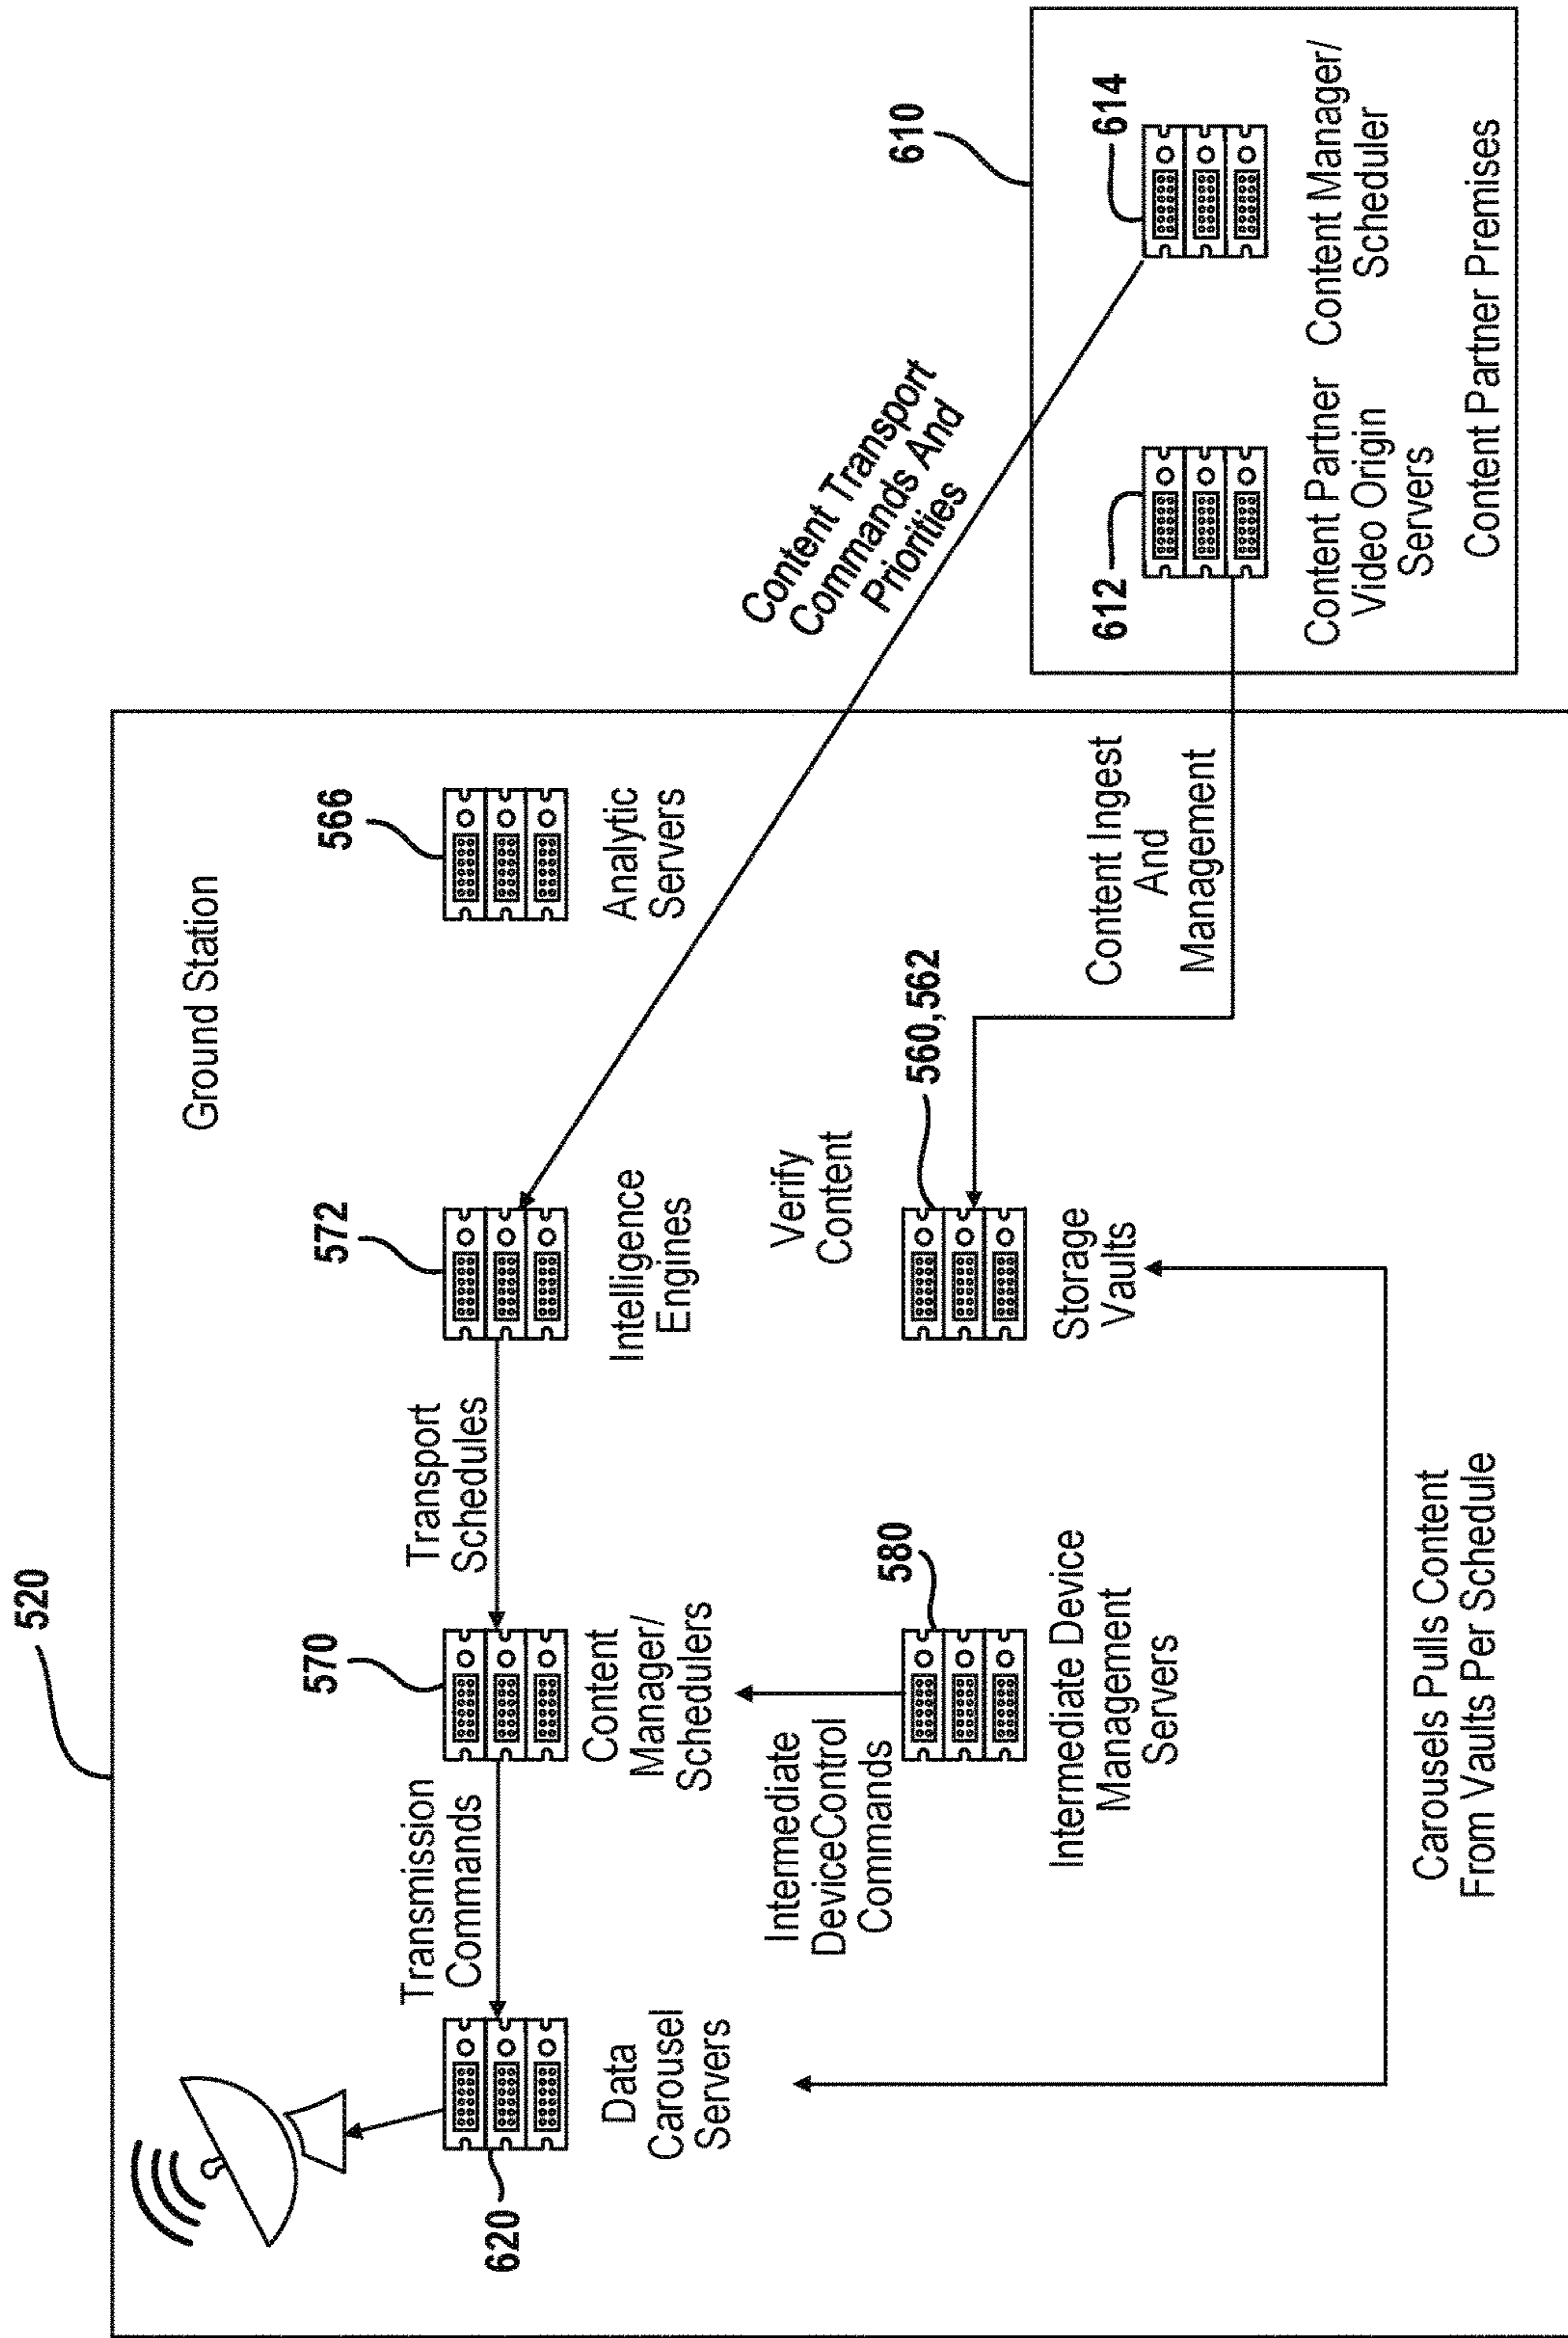 520
Ground Station
620
Data
Carousel
Servers
Transmission
Commands
570
Content
Manager/
Schedulers
Transport
Schedules
572
Intelligence
Engines
566
Analytic
Servers
Intermediate
DeviceControl
Commands
580
Intermediate Device
Management
Servers
Verify
Content
560,562
Storage
Vaults
Content Ingest
And
Management
Carousels Pulls Content
From Vaults Per Schedule
Content Transport
Commands And
Priorities
610
612
Content Partner
Video Origin
Servers
614
Content Manager/
Scheduler
Content Partner Premises